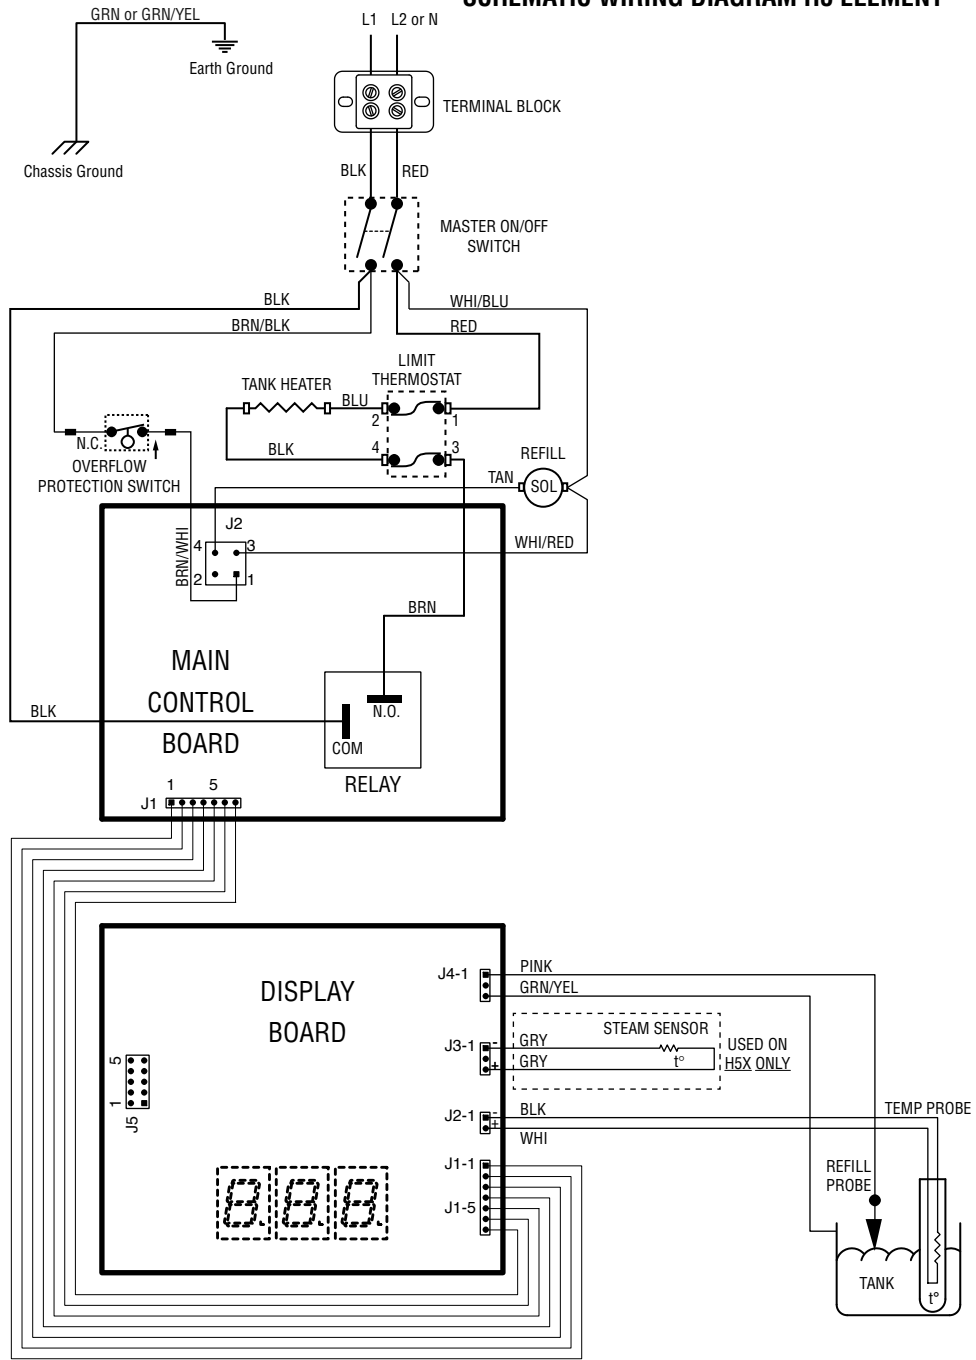 SCHEMATIC WIRING DIAGRAM H5 ELEMENT
GRN or GRN/YEL
Earth Ground
Chassis Ground
L1
L2 or N
TERMINAL BLOCK
BLK
RED
MASTER ON/OFF
SWITCH
BLK
WHI/BLU
BRN/BLK
RED
LIMIT
THERMOSTAT
TANK HEATER
BLU
2
1
BLK
4
3
N.C.
OVERFLOW
PROTECTION SWITCH
REFILL
TAN
SOL
J2
4
3
WHI/RED
BRN/WHI
2
1
BRN
MAIN
CONTROL
BOARD
BLK
N.O.
COM
RELAY
1
5
J1
DISPLAY
BOARD
J4-1
PINK
GRN/YEL
STEAM SENSOR
J3-1
-
GRY
+
GRY
t°
USED ON
H5X ONLY
5
1
J5
J2-1
-
BLK
TEMP PROBE
+
WHI
J1-1
J1-5
8.8.8.
REFILL
PROBE
TANK
t°